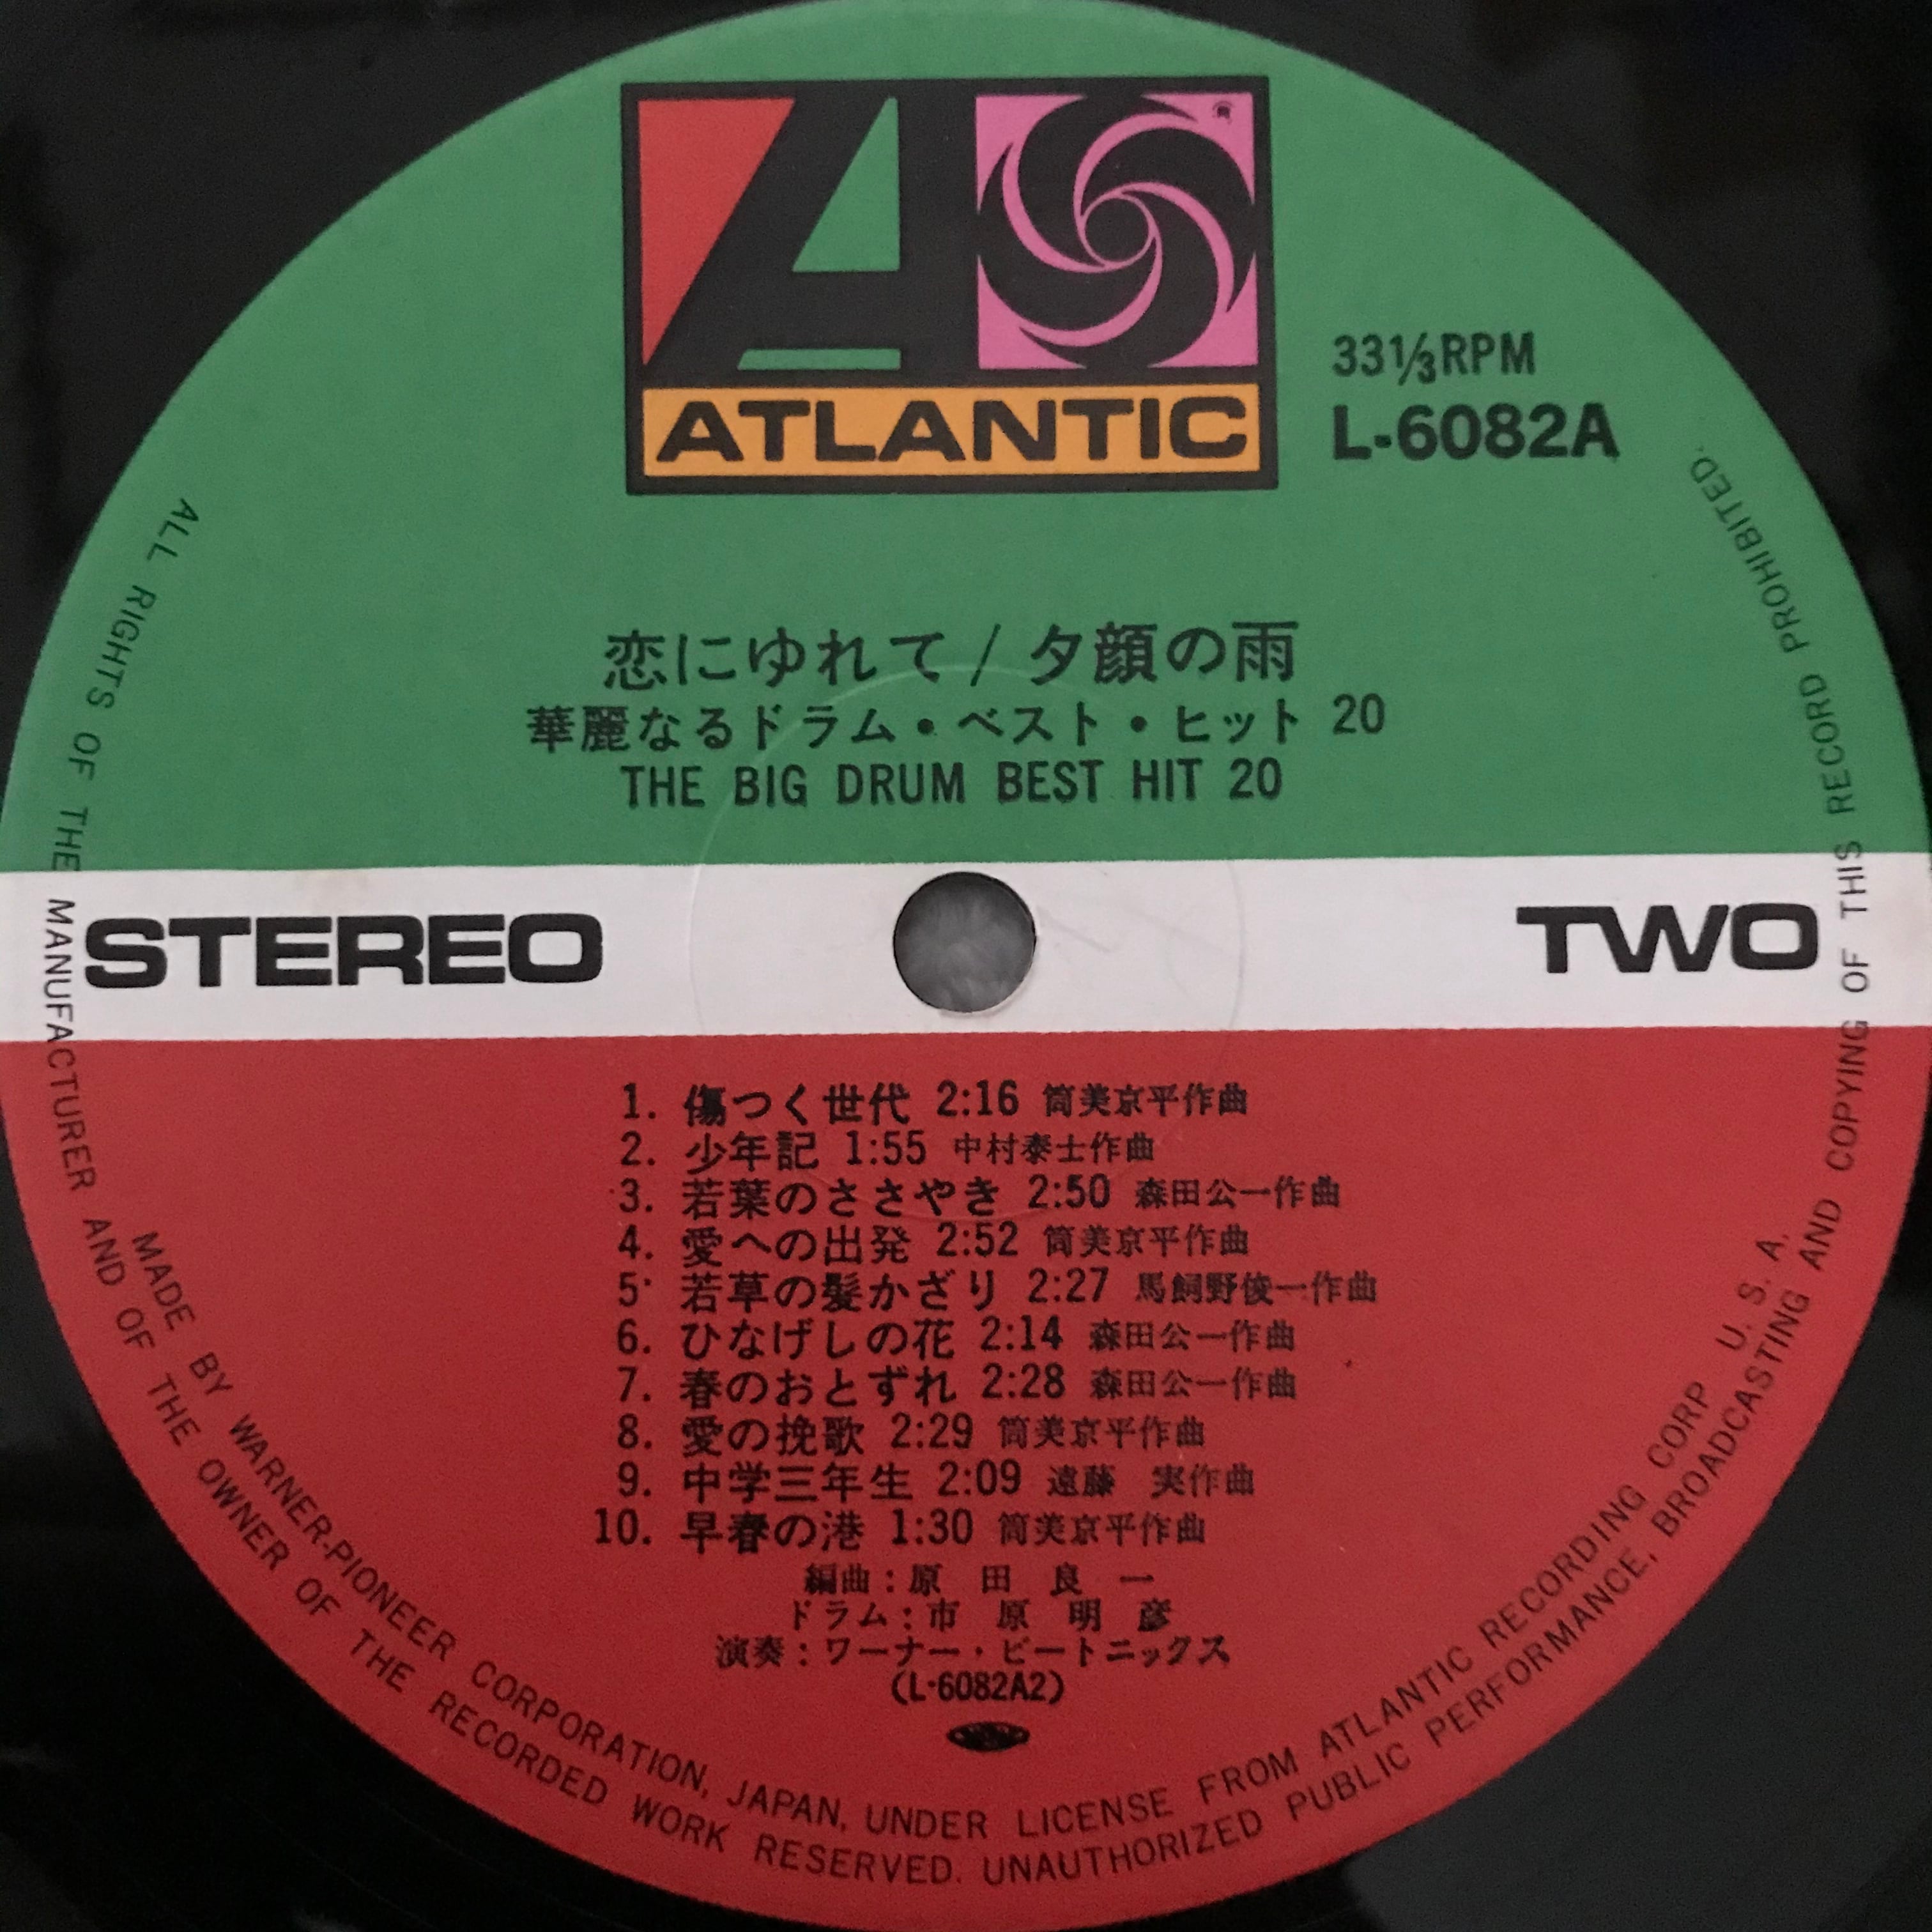 ATLANTIC
33⅓RPM
L-6082A
恋にゆれて/夕顔の雨
華麗なるドラム・ベスト・ヒット 20
THE BIG DRUM BEST HIT 20
STEREO
TWO
1. 傷つく世代 2:16 筒美京平作曲
2. 少年記 1:55 中村泰士作曲
3. 若葉のささやき 2:50 森田公一作曲
4. 愛への出発 2:52 筒美京平作曲
5. 若草の髪かざり 2:27 馬飼野俊一作曲
6. ひなげしの花 2:14 森田公一作曲
7. 春のおとずれ 2:28 森田公一作曲
8. 愛の挽歌 2:29 筒美京平作曲
9. 中学三年生 2:09 遠藤 実作曲
10. 早春の港 1:30 筒美京平作曲
編曲:原田良一
ドラム:市原明彦
演奏:ワーナー・ビートニックス
(L-6082A2)
MADE BY WARNER-PIONEER CORPORATION, JAPAN, UNDER LICENSE FROM ATLANTIC RECORDING CORP U. S. A.
ALL RIGHTS OF THE MANUFACTURER AND OF THE OWNER OF THE RECORDED WORK RESERVED. UNAUTHORIZED PUBLIC PERFORMANCE, BROADCASTING AND COPYING OF THIS RECORD PROHIBITED.